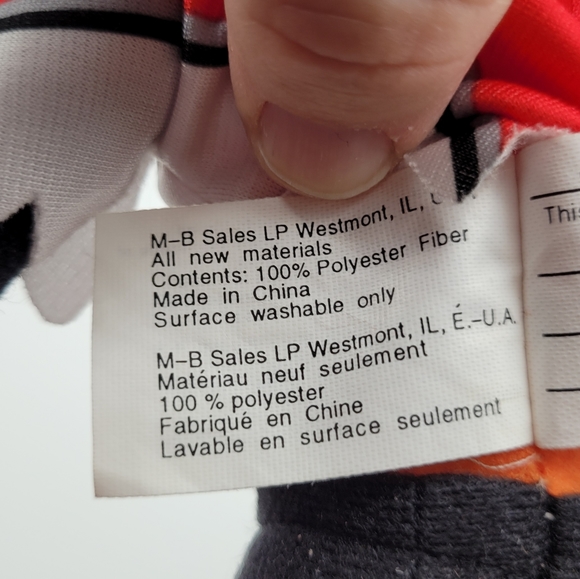 M–B Sales LP Westmont, IL,
All new materials
Contents: 100% Polyester Fiber
Made in China
Surface washable only
M–B Sales LP Westmont, IL, É.–U.A.
Matériau neuf seulement
100 % polyester
Fabriqué en Chine
Lavable en surface seulement